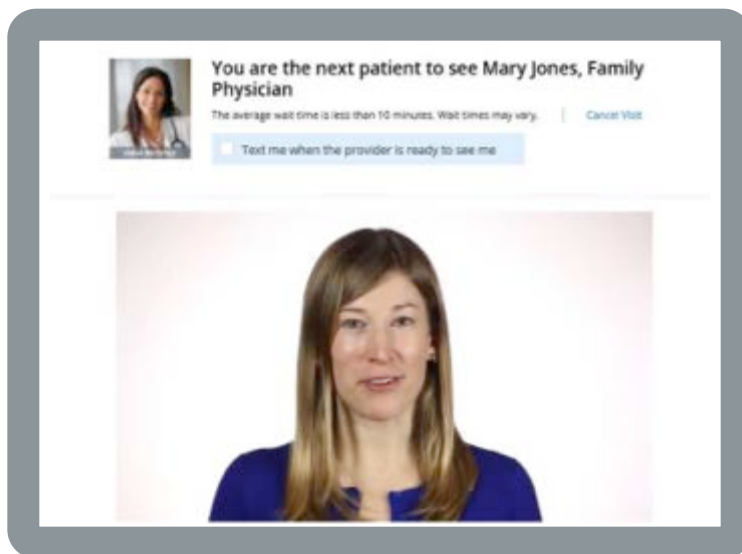 You are the next patient to see Mary Jones, Family
Physician
The average wait time is less than 10 minutes. Wait times may vary.
Cancel Visit
Text me when the provider is ready to see me